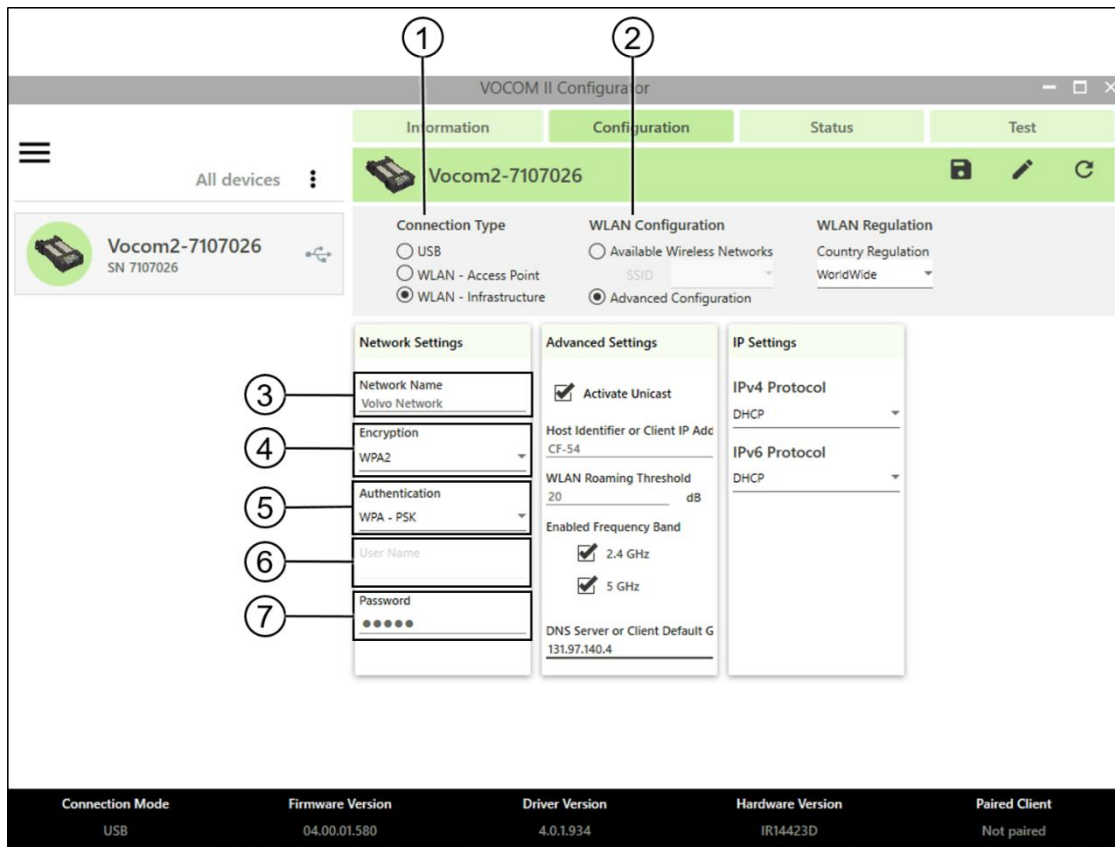 1 2
VOCOM II Configurator
Information Configuration Status Test
All devices
Vocom2-7107026
Vocom2-7107026
SN 7107026
Connection Type
USB
WLAN - Access Point
WLAN - Infrastructure
WLAN Configuration
Available Wireless Networks
SSID
Advanced Configuration
WLAN Regulation
Country Regulation
WorldWide
Network Settings
3
Network Name
Volvo Network
4
Encryption
WPA2
5
Authentication
WPA - PSK
6
User Name
7
Password
Advanced Settings
Activate Unicast
Host Identifier or Client IP Add
CF-54
WLAN Roaming Threshold
20 dB
Enabled Frequency Band
2.4 GHz
5 GHz
DNS Server or Client Default G
131.97.140.4
IP Settings
IPv4 Protocol
DHCP
IPv6 Protocol
DHCP
Connection Mode Firmware Version Driver Version Hardware Version Paired Client
USB 04.00.01.580 4.0.1.934 IR14423D Not paired